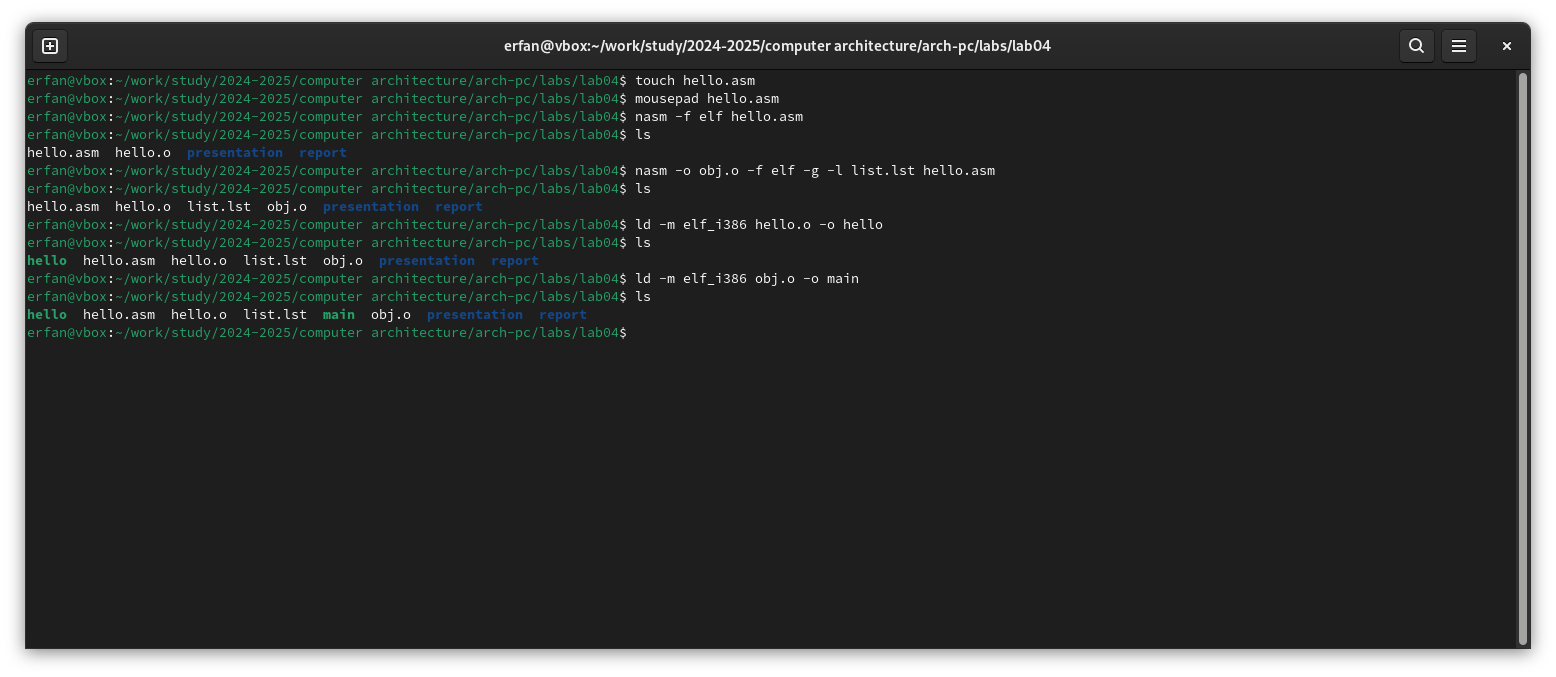 erfan@vbox:~/work/study/2024-2025/computer architecture/arch-pc/labs/lab04
erfan@vbox:~/work/study/2024-2025/computer architecture/arch-pc/labs/lab04$ touch hello.asm
erfan@vbox:~/work/study/2024-2025/computer architecture/arch-pc/labs/lab04$ mousepad hello.asm
erfan@vbox:~/work/study/2024-2025/computer architecture/arch-pc/labs/lab04$ nasm -f elf hello.asm
erfan@vbox:~/work/study/2024-2025/computer architecture/arch-pc/labs/lab04$ ls
hello.asm  hello.o  presentation  report
erfan@vbox:~/work/study/2024-2025/computer architecture/arch-pc/labs/lab04$ nasm -o obj.o -f elf -g -l list.lst hello.asm
erfan@vbox:~/work/study/2024-2025/computer architecture/arch-pc/labs/lab04$ ls
hello.asm  hello.o  list.lst  obj.o  presentation  report
erfan@vbox:~/work/study/2024-2025/computer architecture/arch-pc/labs/lab04$ ld -m elf_i386 hello.o -o hello
erfan@vbox:~/work/study/2024-2025/computer architecture/arch-pc/labs/lab04$ ls
hello  hello.asm  hello.o  list.lst  obj.o  presentation  report
erfan@vbox:~/work/study/2024-2025/computer architecture/arch-pc/labs/lab04$ ld -m elf_i386 obj.o -o main
erfan@vbox:~/work/study/2024-2025/computer architecture/arch-pc/labs/lab04$ ls
hello  hello.asm  hello.o  list.lst  main  obj.o  presentation  report
erfan@vbox:~/work/study/2024-2025/computer architecture/arch-pc/labs/lab04$